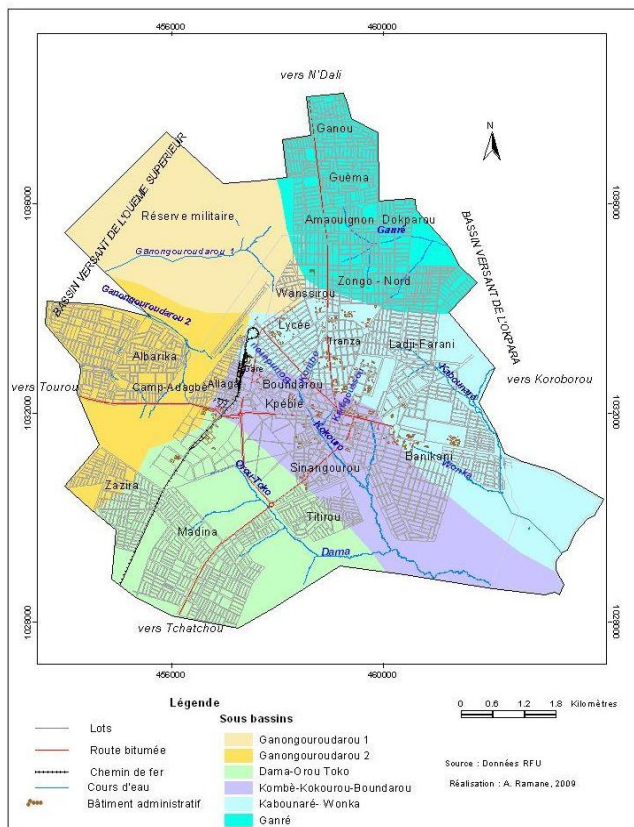 456000 460000
vers N'Dali
N
Ganou
Guèma
1036000
Réserve militaire
Amaouignon Dokparou
1036000
Ganré
BASSIN VERSANT DE L'OUEME SUPERIEUR
BASSIN VERSANT DE L'OKPARA
Ganongouroudarou 1
Zongo - Nord
Wanssirou
Ganongouroudarou 2
Lycée
Tranza
Ladji-Farani
Albarika
Gare
vers Tourou
Camp-Adagbè
Alaga
Boundarou
Kabounaré
vers Koroborou
Kpébié
1032000
1032000
Kokouro
Banikani
Wonka
Sinangourou
Orou-Toko
Zazira
Titirou
Madina
Dama
1028000
1028000
vers Tchatchou
456000 460000
Légende
Sous bassins
Lots
Route bitumée
Chemin de fer
Cours d'eau
Bâtiment administratif
Ganongouroudarou 1
Ganongouroudarou 2
Dama-Orou Toko
Kombè-Kokourou-Boundarou
Kabounaré- Wonka
Ganré
0 0.6 1.2 1.8 Kilomètres
Source : Données RFU
Réalisation : A. Ramane, 2009